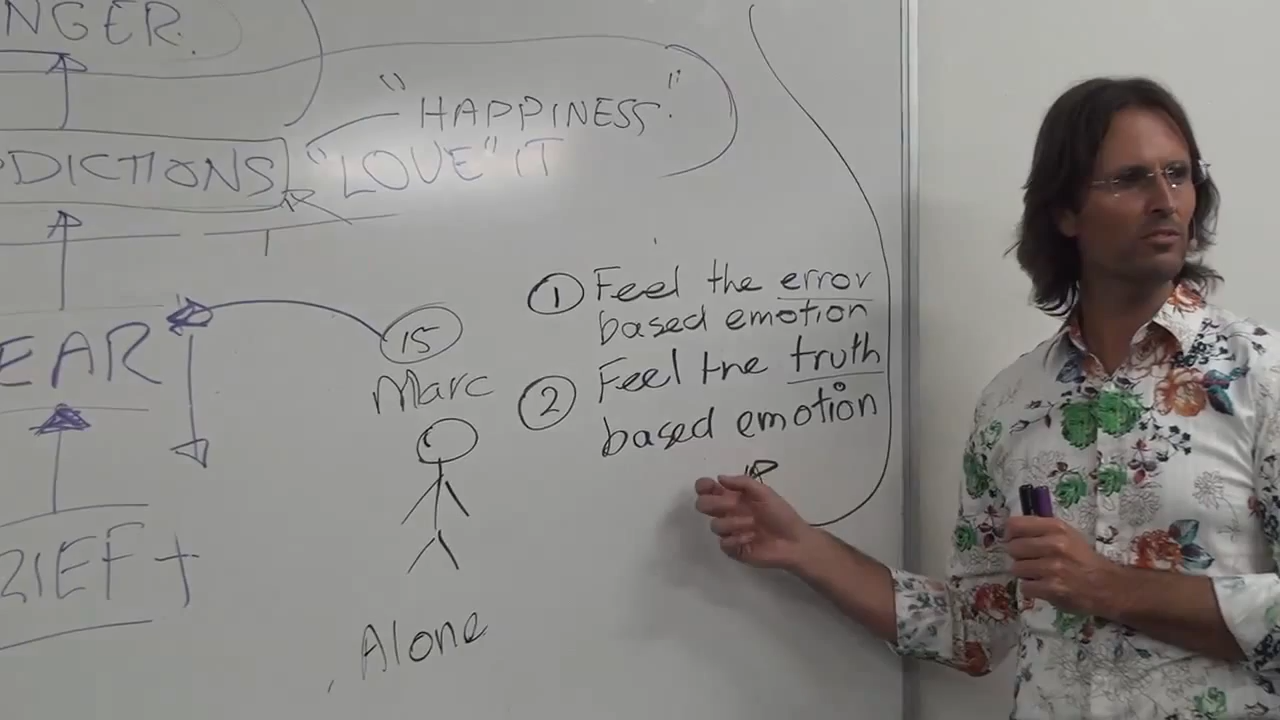 NGER.
"HAPPINESS."
DICTIONS
"LOVE" IT
① Feel the error
based emotion
② Feel the truth
based emotion
EAR
15
Marc
RIEF +
Alone